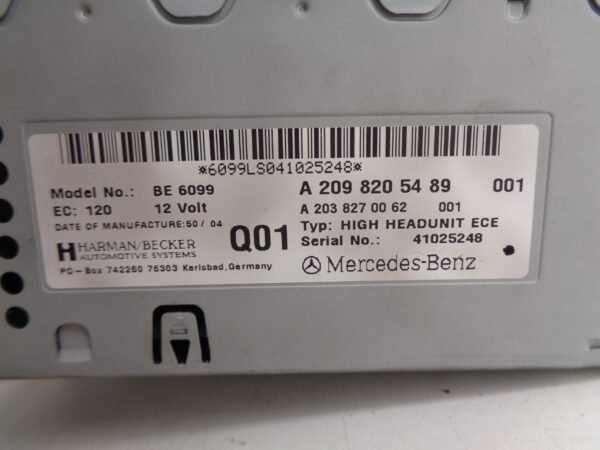 *6099LS041025248*
Model No.: BE 6099 A 209 820 54 89 001
EC: 120 12 Volt A 203 827 00 62 001
DATE OF MANUFACTURE:50 / 04 Q01 Typ: HIGH HEADUNIT ECE
HARMAN/BECKER Serial No.: 41025248
AUTOMOTIVE SYSTEMS
PO-Box 742260 76303 Karlsbad,Germany Mercedes-Benz